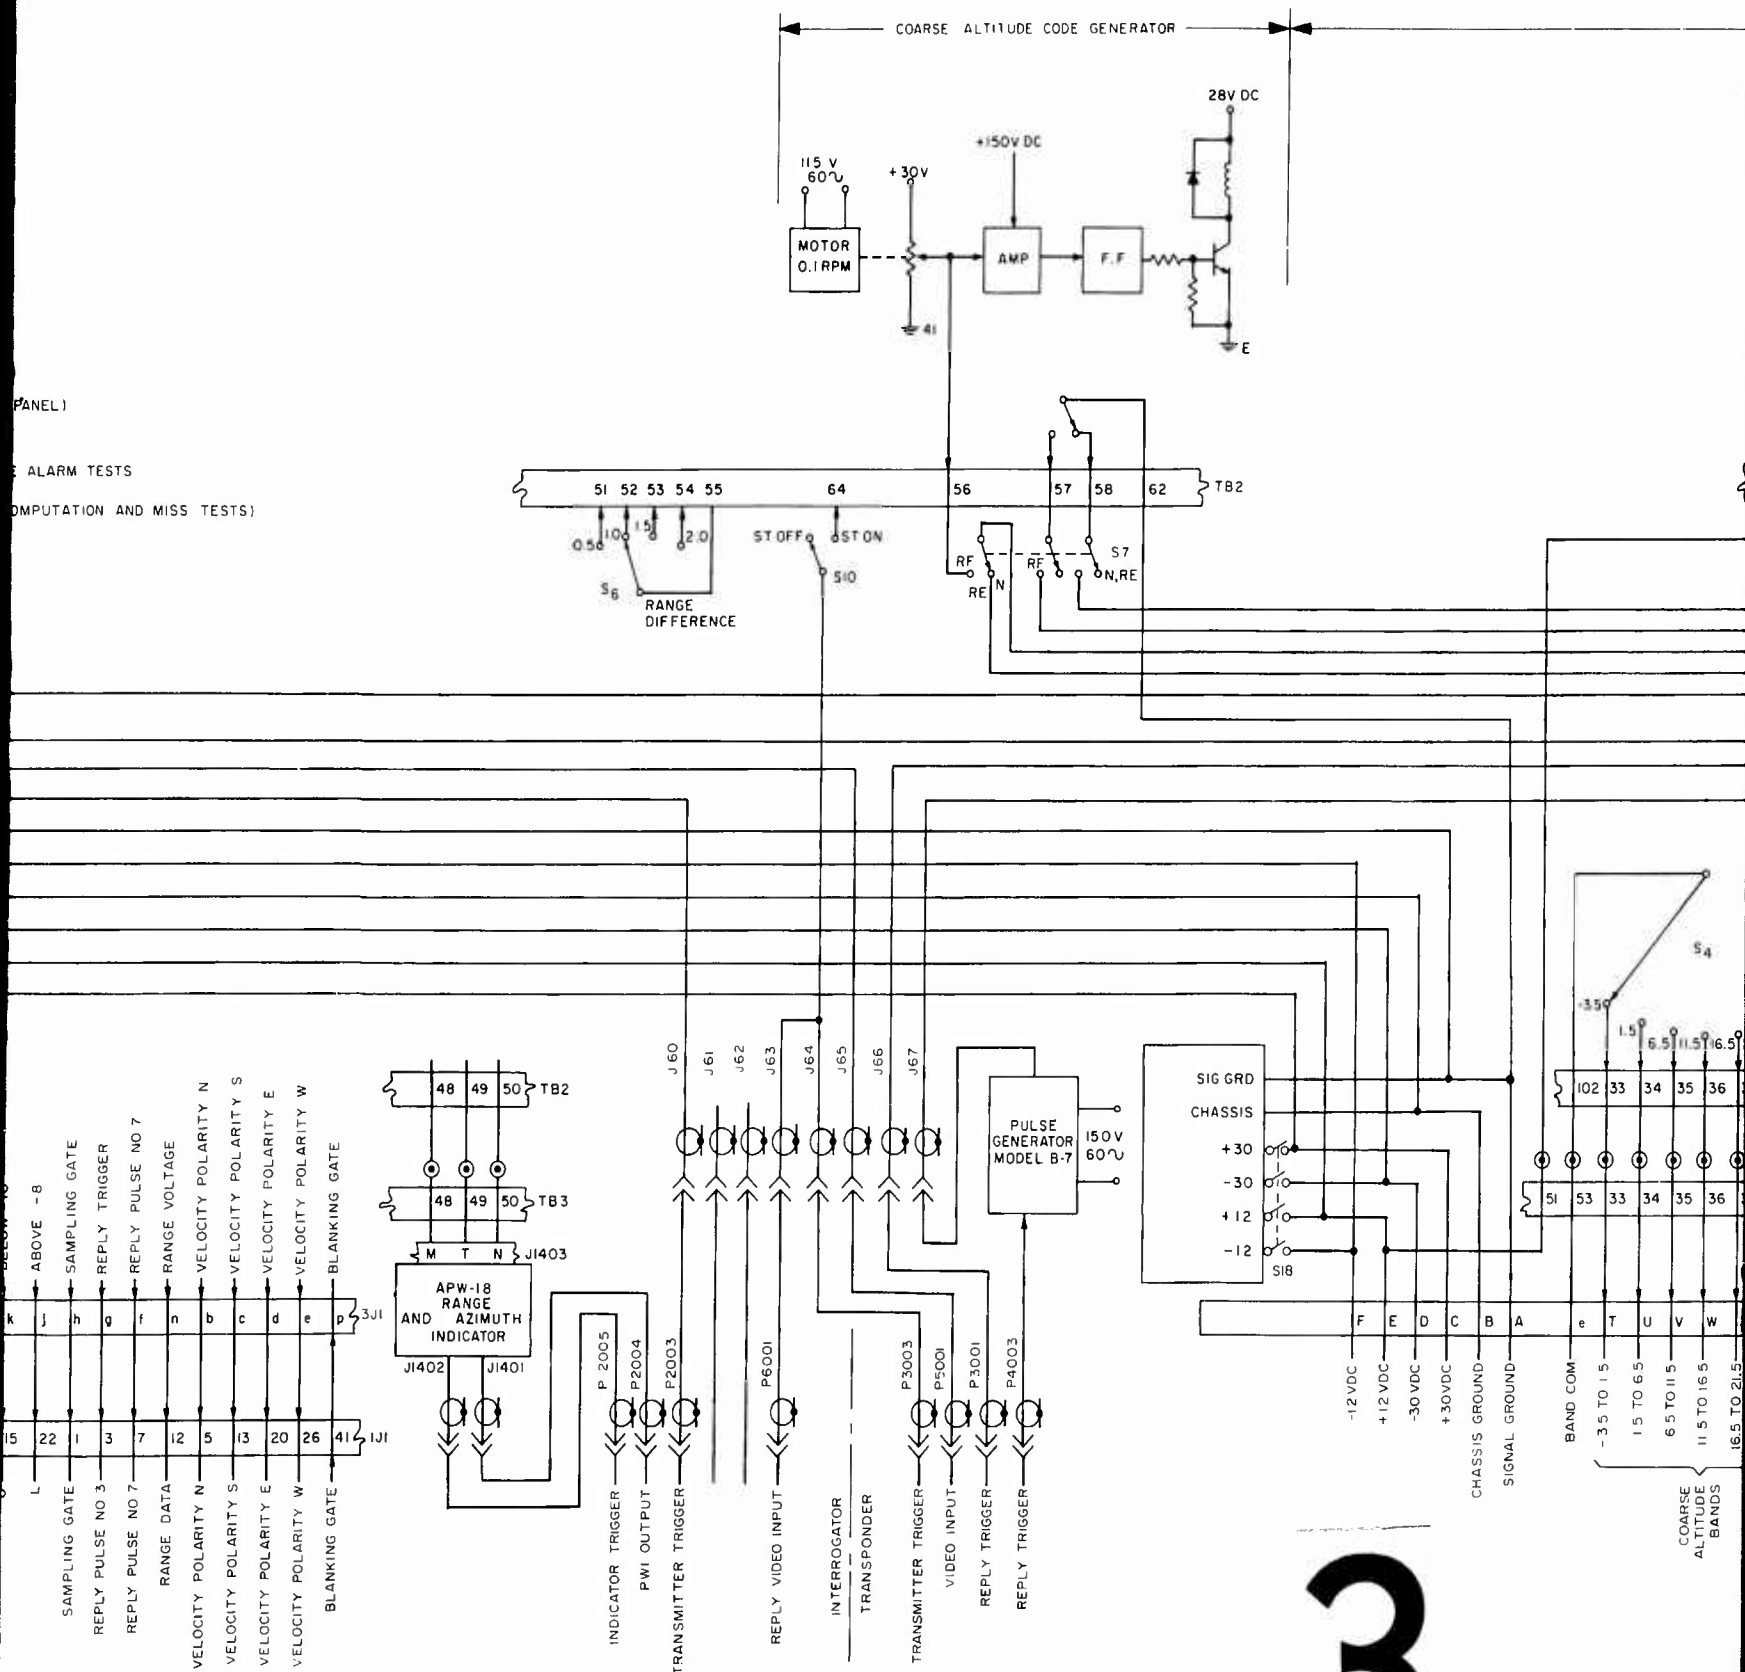 COARSE ALTITUDE CODE GENERATOR
28V DC
+150V DC
115 V
60∿
+30V
MOTOR
0.1 RPM
AMP
F.F
41
E
PANEL)
ALARM TESTS
OMPUTATION AND MISS TESTS)
51 52 53 54 55 64 56 57 58 62 TB2
0.5 1.0 1.5 2.0
ST OFF ST ON
S10
S6
RANGE
DIFFERENCE
RF RE N RF N,RE
S7
S4
-3.5 1.5 6.5 11.5 16.5
J60 J61 J62 J63 J64 J65 J66 J67
48 49 50 TB2
48 49 50 TB3
M T N J1403
APW-18
RANGE
AND AZIMUTH
INDICATOR
J1402 J1401
PULSE
GENERATOR
MODEL B-7
150V
60∿
SIG GRD
CHASSIS
+30
-30
+12
-12
S18
102 33 34 35 36
51 53 33 34 35 36
ABOVE -8
SAMPLING GATE
REPLY TRIGGER
REPLY PULSE NO 7
RANGE VOLTAGE
VELOCITY POLARITY N
VELOCITY POLARITY S
VELOCITY POLARITY E
VELOCITY POLARITY W
BLANKING GATE
k j h g f n b c d e p 3J1
15 22 1 3 7 12 5 13 20 26 41 1J1
L
SAMPLING GATE
REPLY PULSE NO 3
REPLY PULSE NO 7
RANGE DATA
VELOCITY POLARITY N
VELOCITY POLARITY S
VELOCITY POLARITY E
VELOCITY POLARITY W
BLANKING GATE
P 2005 P2004 P2003 P6001 P3003 P5001 P3001 P4003
INDICATOR TRIGGER
PWI OUTPUT
TRANSMITTER TRIGGER
REPLY VIDEO INPUT
INTERROGATOR
TRANSPONDER
TRANSMITTER TRIGGER
VIDEO INPUT
REPLY TRIGGER
REPLY TRIGGER
F E D C B A e T U V W
-12 VDC
+12 VDC
-30 VDC
+30VDC
CHASSIS GROUND
SIGNAL GROUND
BAND COM
-3.5 TO 1 5
1 5 TO 6.5
6 5 TO 11 5
11 5 TO 16.5
16.5 TO 21.5
COARSE
ALTITUDE
BANDS
3